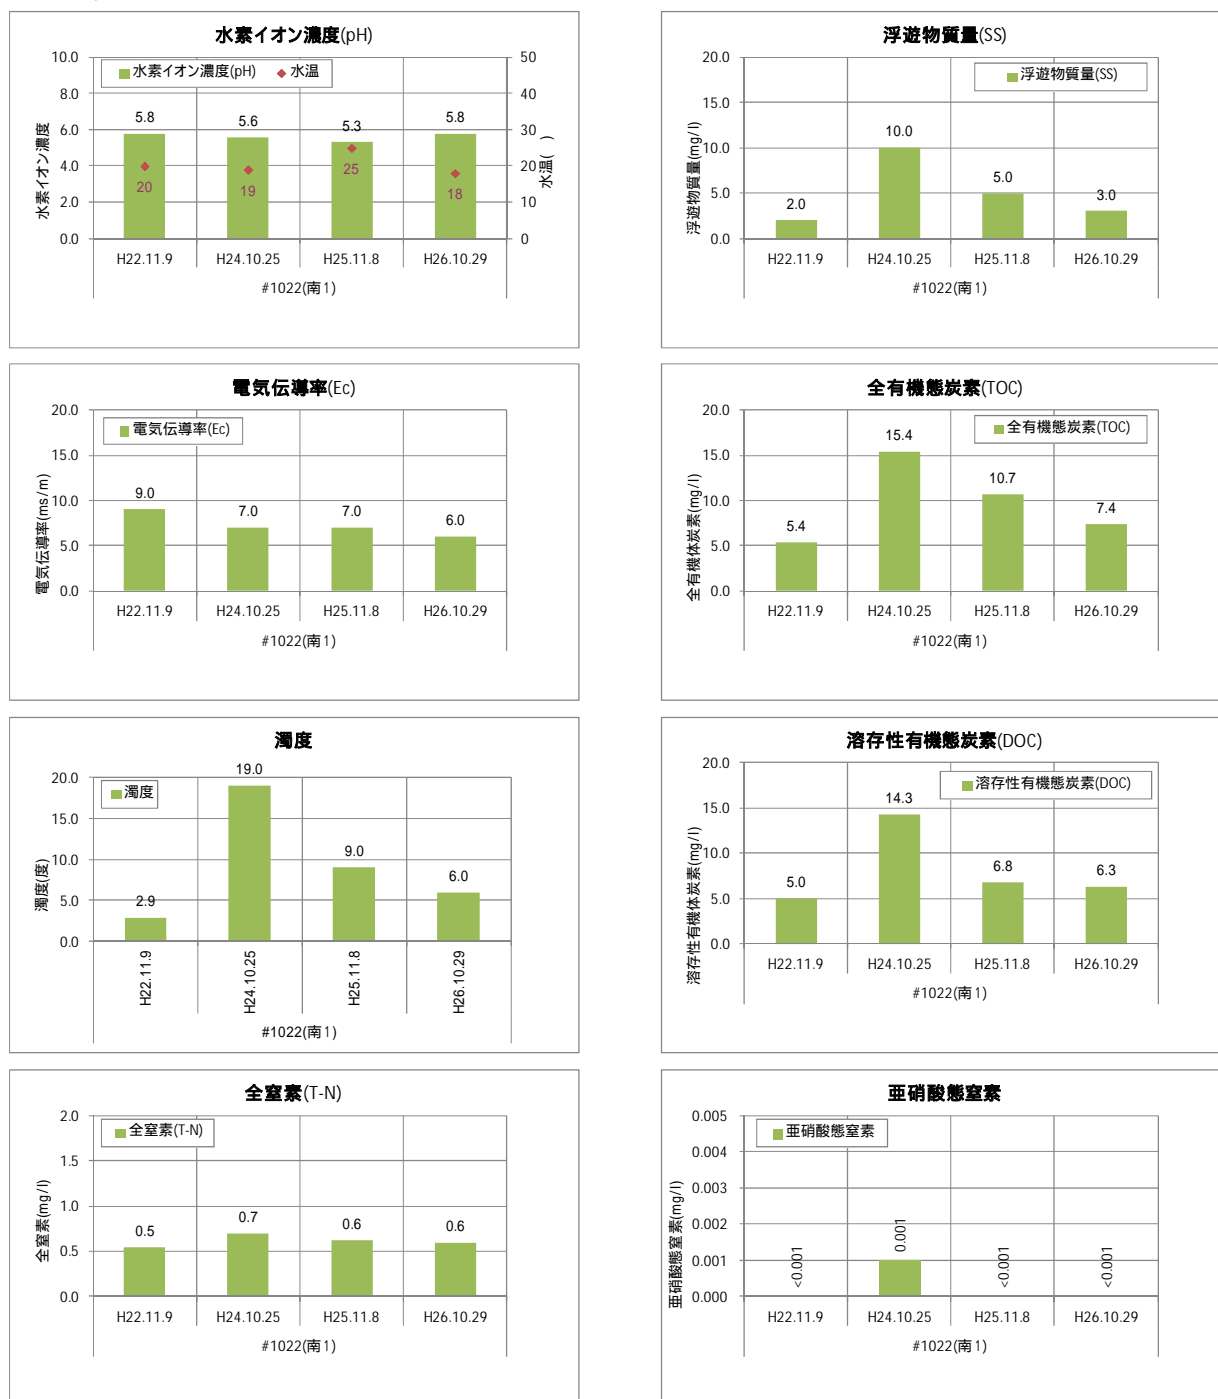 水素イオン濃度(pH)
水素イオン濃度(pH) 水温
10.0
8.0
6.0
4.0
2.0
0.0
50
40
30
20
10
0
水素イオン濃度
水温( )
5.8
5.6
5.3
5.8
20
19
25
18
H22.11.9 H24.10.25 H25.11.8 H26.10.29
#1022(南1)
浮遊物質量(SS)
浮遊物質量(SS)
20.0
15.0
10.0
5.0
0.0
浮遊物質量(mg/l)
2.0
10.0
5.0
3.0
H22.11.9 H24.10.25 H25.11.8 H26.10.29
#1022(南1)
電気伝導率(Ec)
電気伝導率(Ec)
20.0
15.0
10.0
5.0
0.0
電気伝導率(ms/m)
9.0
7.0
7.0
6.0
H22.11.9 H24.10.25 H25.11.8 H26.10.29
#1022(南1)
全有機態炭素(TOC)
全有機態炭素(TOC)
20.0
15.0
10.0
5.0
0.0
全有機体炭素(mg/l)
5.4
15.4
10.7
7.4
H22.11.9 H24.10.25 H25.11.8 H26.10.29
#1022(南1)
濁度
濁度
20.0
15.0
10.0
5.0
0.0
濁度(度)
2.9
19.0
9.0
6.0
H22.11.9 H24.10.25 H25.11.8 H26.10.29
#1022(南1)
溶存性有機態炭素(DOC)
溶存性有機態炭素(DOC)
20.0
15.0
10.0
5.0
0.0
溶存性有機体炭素(mg/l)
5.0
14.3
6.8
6.3
H22.11.9 H24.10.25 H25.11.8 H26.10.29
#1022(南1)
全窒素(T-N)
全窒素(T-N)
2.0
1.5
1.0
0.5
0.0
全窒素(mg/l)
0.5
0.7
0.6
0.6
H22.11.9 H24.10.25 H25.11.8 H26.10.29
#1022(南1)
亜硝酸態窒素
亜硝酸態窒素
0.005
0.004
0.003
0.002
0.001
0.000
亜硝酸態窒素(mg/l)
<0.001
0.001
<0.001
<0.001
H22.11.9 H24.10.25 H25.11.8 H26.10.29
#1022(南1)